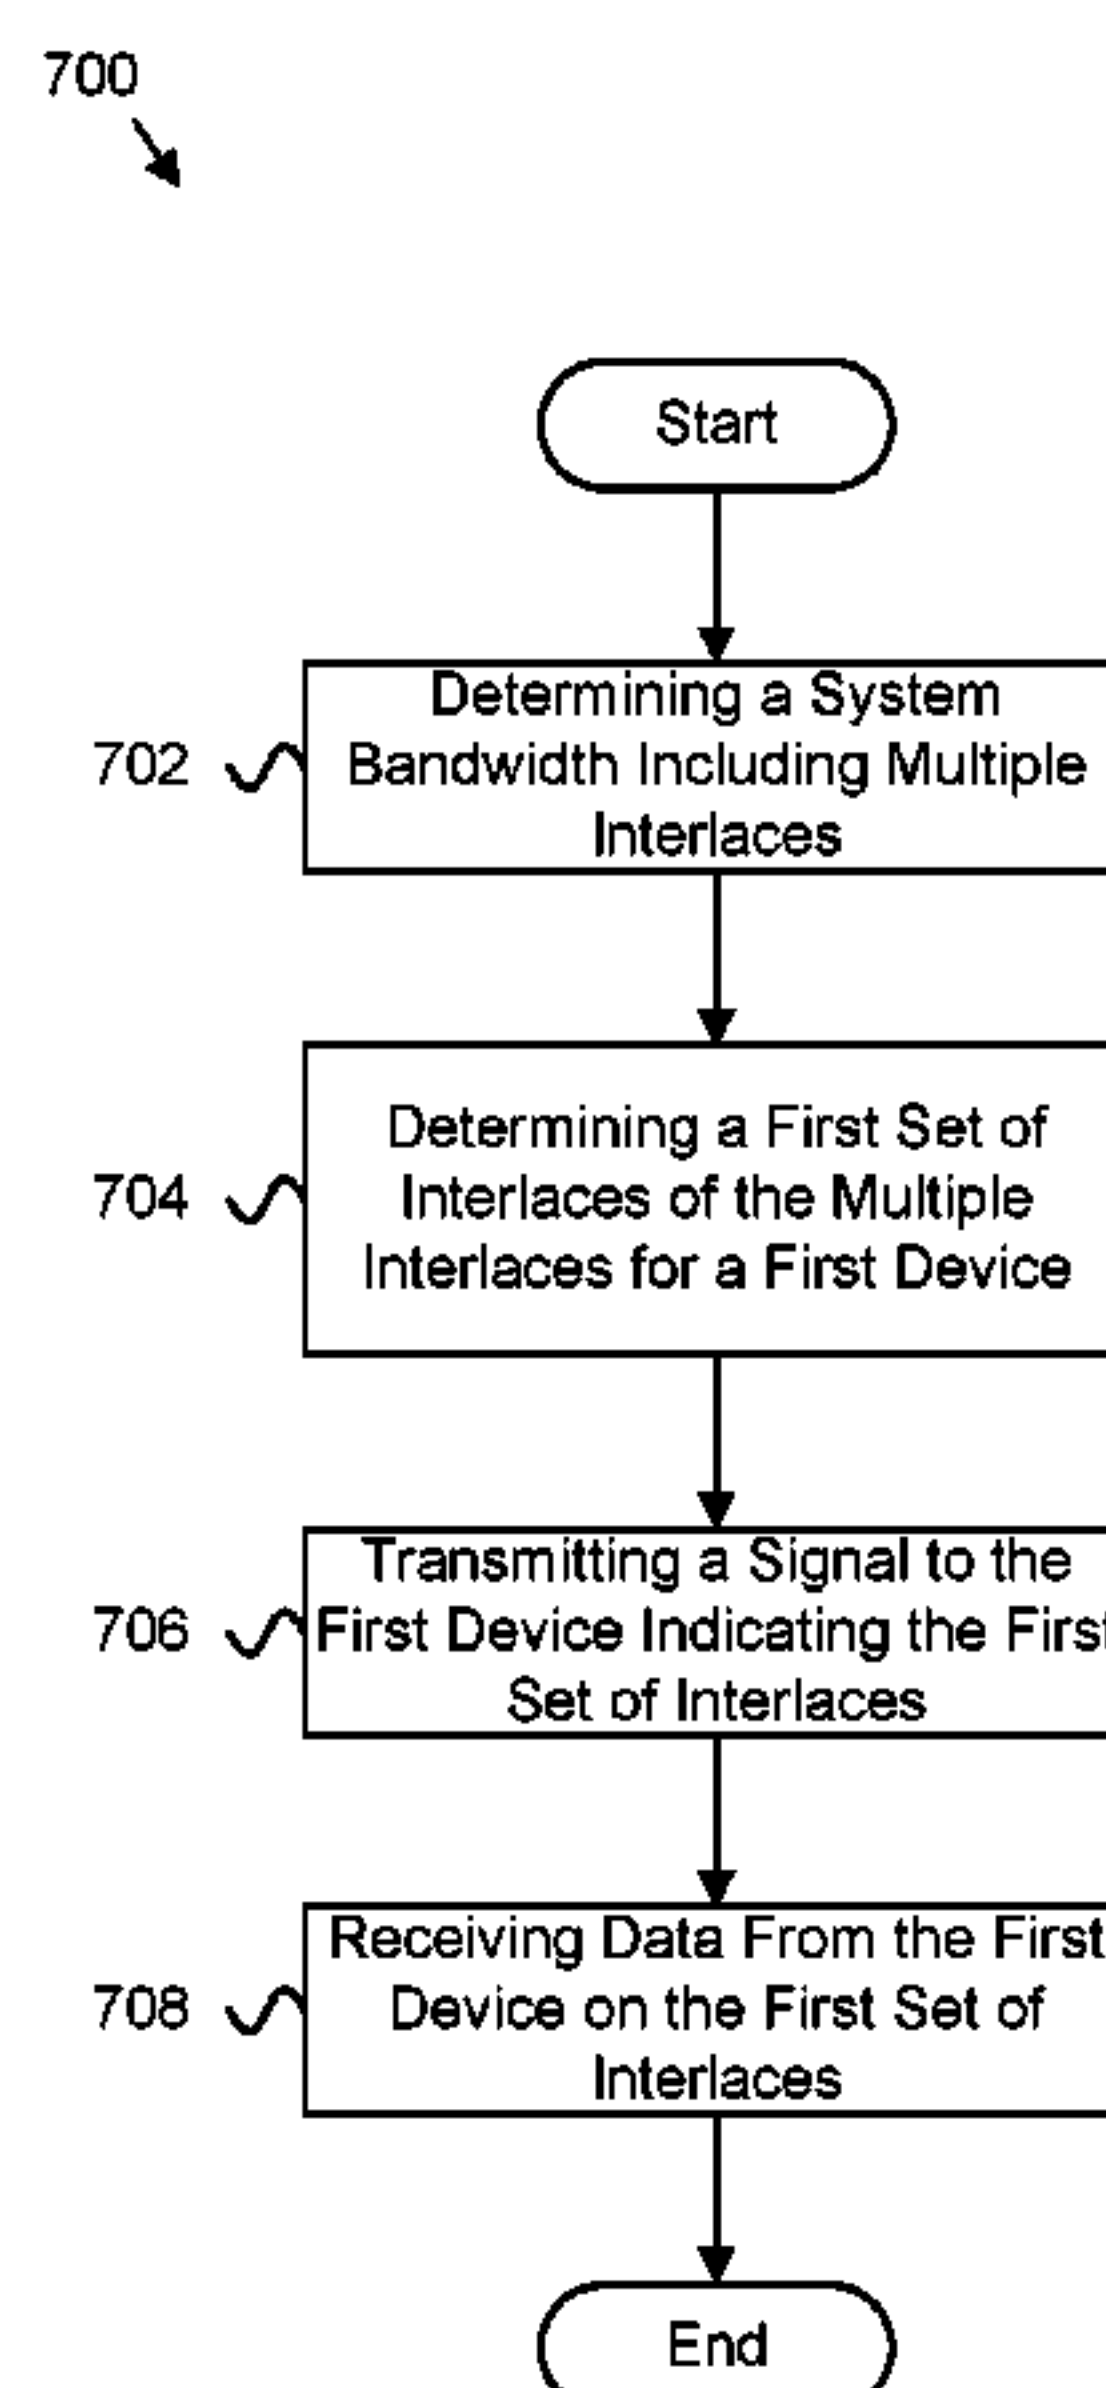 700
Start
Determining a System
702
Bandwidth Including Multiple
Interlaces
Determining a First Set of
704
Interlaces of the Multiple
Interlaces for a First Device
Transmitting a Signal to the
706
First Device Indicating the First
Set of Interlaces
Receiving Data From the First
708
Device on the First Set of
Interlaces
End